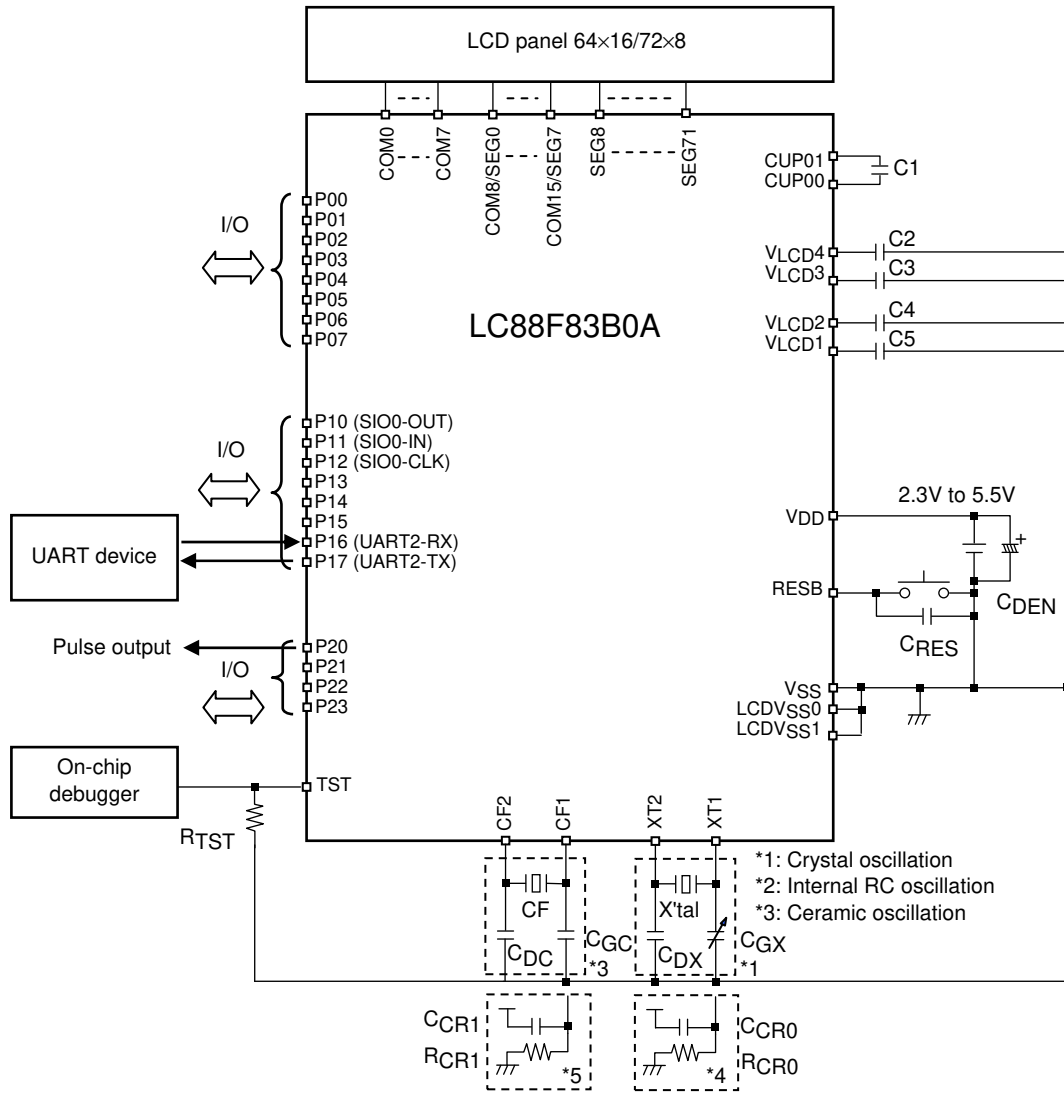 LCD panel 64×16/72×8
COM0
COM7
COM8/SEG0
COM15/SEG7
SEG8
SEG71
CUP01
CUP00
C1
P00
P01
P02
P03
P04
P05
P06
P07
I/O
VLCD4
VLCD3
VLCD2
VLCD1
C2
C3
C4
C5
LC88F83B0A
P10 (SIO0-OUT)
P11 (SIO0-IN)
P12 (SIO0-CLK)
P13
P14
P15
P16 (UART2-RX)
P17 (UART2-TX)
I/O
UART device
2.3V to 5.5V
VDD
+
RESB
CDEN
CRES
Pulse output
I/O
P20
P21
P22
P23
VSS
LCDVSS0
LCDVSS1
On-chip
debugger
TST
RTST
CF2
CF1
XT2
XT1
*1: Crystal oscillation
*2: Internal RC oscillation
*3: Ceramic oscillation
CF
X'tal
CDC
CGC
*3
CDX
CGX
*1
CCR1
RCR1
*5
CCR0
RCR0
*4